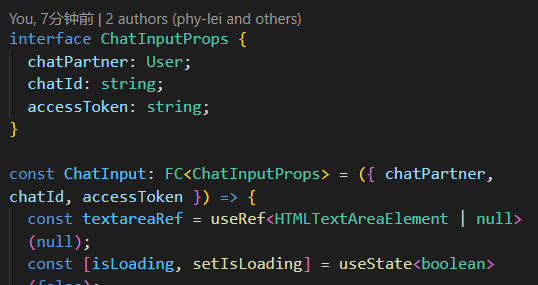 You, 7分钟前 | 2 authors (phy-lei and others)
interface ChatInputProps {
  chatPartner: User;
  chatId: string;
  accessToken: string;
}

const ChatInput: FC<ChatInputProps> = ({ chatPartner,
chatId, accessToken }) => {
  const textareaRef = useRef<HTMLTextAreaElement | null>
  (null);
  const [isLoading, setIsLoading] = useState<boolean>
  (false);